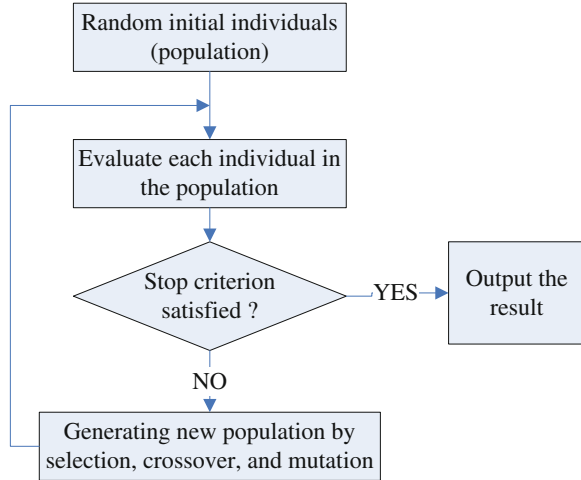 Random initial individuals
(population)
Evaluate each individual in
the population
Stop criterion
satisfied ?
YES
Output the
result
NO
Generating new population by
selection, crossover, and mutation